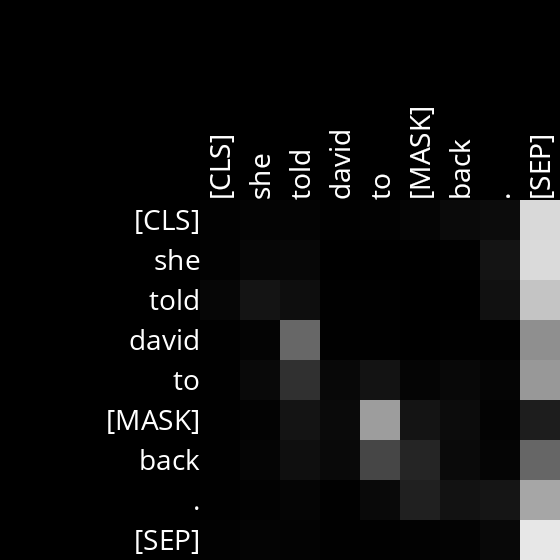 [CLS] she told david to [MASK] back . [SEP]
[CLS]
she
told
david
to
[MASK]
back
.
[SEP]